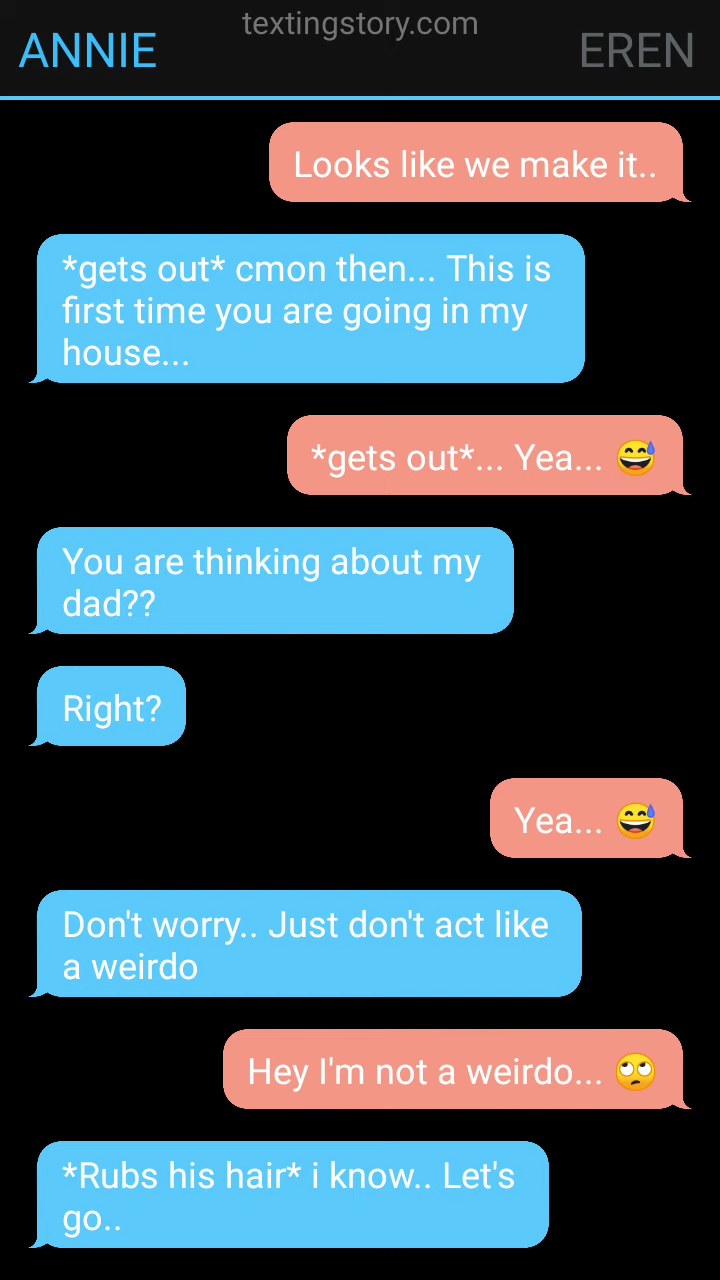 textingstory.com
ANNIE
EREN
Looks like we make it..
*gets out* cmon then... This is
first time you are going in my
house...
*gets out*... Yea... 😅
You are thinking about my
dad??
Right?
Yea... 😅
Don't worry.. Just don't act like
a weirdo
Hey I'm not a weirdo... 🙄
*Rubs his hair* i know.. Let's
go..